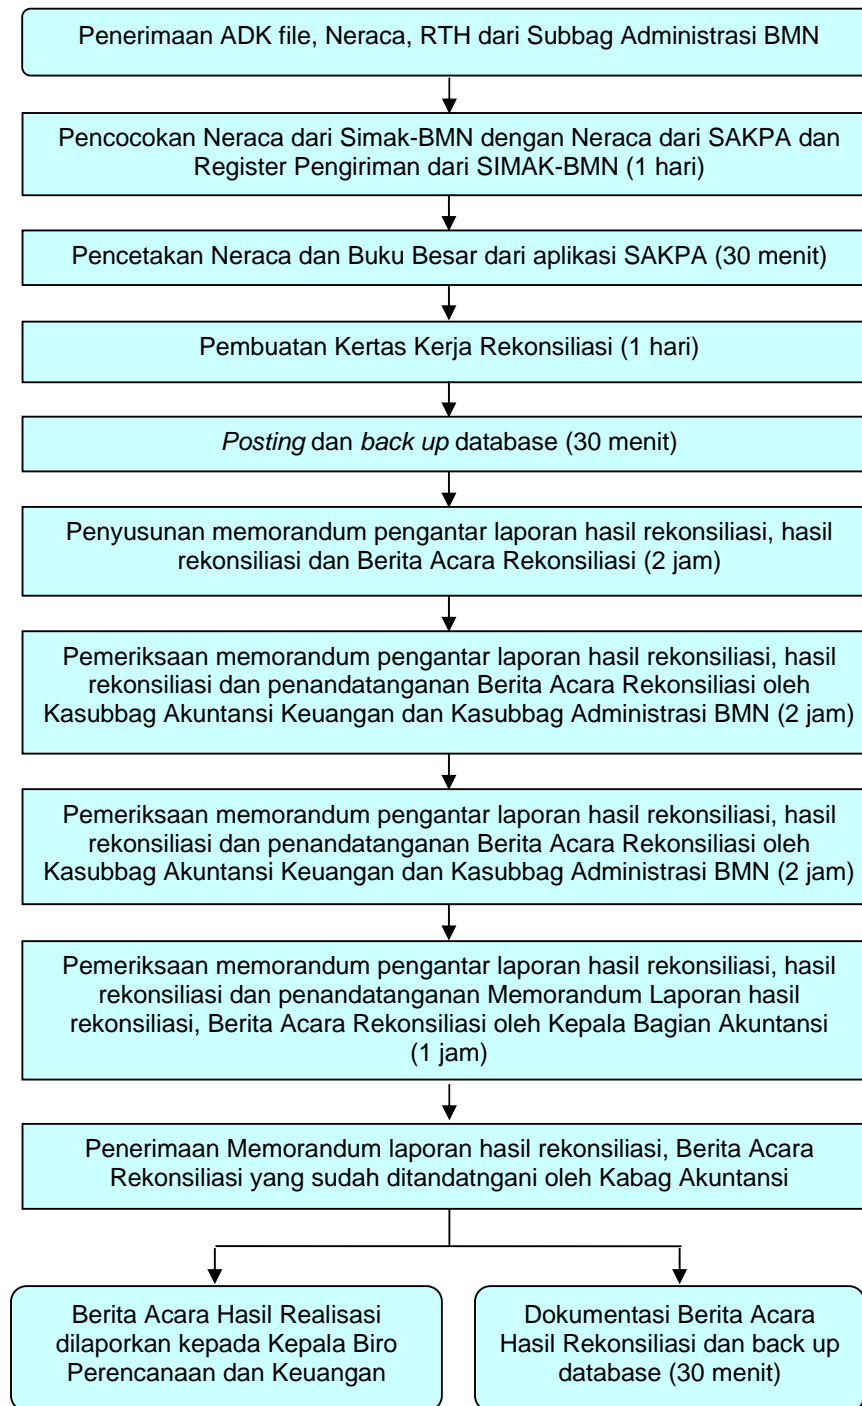 Penerimaan ADK file, Neraca, RTH dari Subbag Administrasi BMN
Pencocokan Neraca dari Simak-BMN dengan Neraca dari SAKPA dan
Register Pengiriman dari SIMAK-BMN (1 hari)
Pencetakan Neraca dan Buku Besar dari aplikasi SAKPA (30 menit)
Pembuatan Kertas Kerja Rekonsiliasi (1 hari)
Posting dan back up database (30 menit)
Penyusunan memorandum pengantar laporan hasil rekonsiliasi, hasil
rekonsiliasi dan Berita Acara Rekonsiliasi (2 jam)
Pemeriksaan memorandum pengantar laporan hasil rekonsiliasi, hasil
rekonsiliasi dan penandatanganan Berita Acara Rekonsiliasi oleh
Kasubbag Akuntansi Keuangan dan Kasubbag Administrasi BMN (2 jam)
Pemeriksaan memorandum pengantar laporan hasil rekonsiliasi, hasil
rekonsiliasi dan penandatanganan Berita Acara Rekonsiliasi oleh
Kasubbag Akuntansi Keuangan dan Kasubbag Administrasi BMN (2 jam)
Pemeriksaan memorandum pengantar laporan hasil rekonsiliasi, hasil
rekonsiliasi dan penandatanganan Memorandum Laporan hasil
rekonsiliasi, Berita Acara Rekonsiliasi oleh Kepala Bagian Akuntansi
(1 jam)
Penerimaan Memorandum laporan hasil rekonsiliasi, Berita Acara
Rekonsiliasi yang sudah ditandatngani oleh Kabag Akuntansi
Berita Acara Hasil Realisasi
dilaporkan kepada Kepala Biro
Perencanaan dan Keuangan
Dokumentasi Berita Acara
Hasil Rekonsiliasi dan back up
database (30 menit)